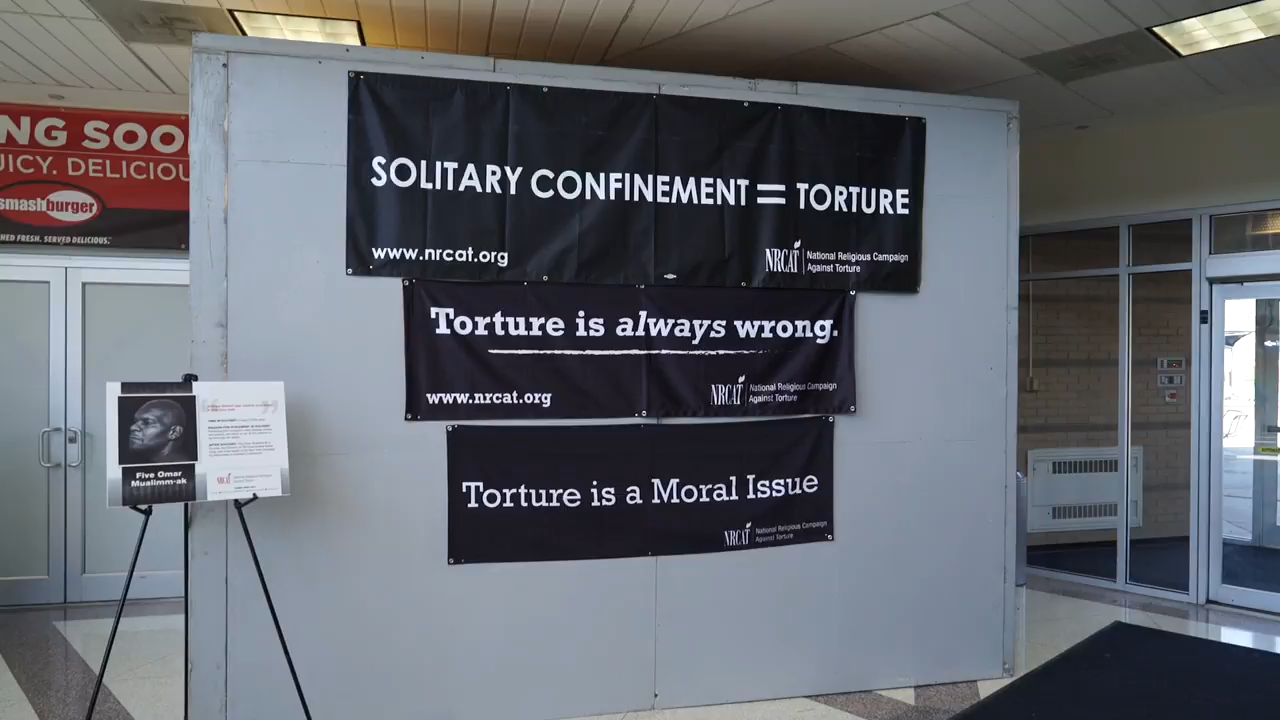 NG SOO
UICY. DELICIOU
smashburger
HED FRESH. SERVED DELICIOUS.
SOLITARY CONFINEMENT = TORTURE
www.nrcat.org
NRCAT National Religious Campaign
Against Torture
Torture is always wrong.
www.nrcat.org
NRCAT National Religious Campaign
Against Torture
Torture is a Moral Issue
NRCAT National Religious Campaign
Against Torture
Five Omar
Mualimm-ak